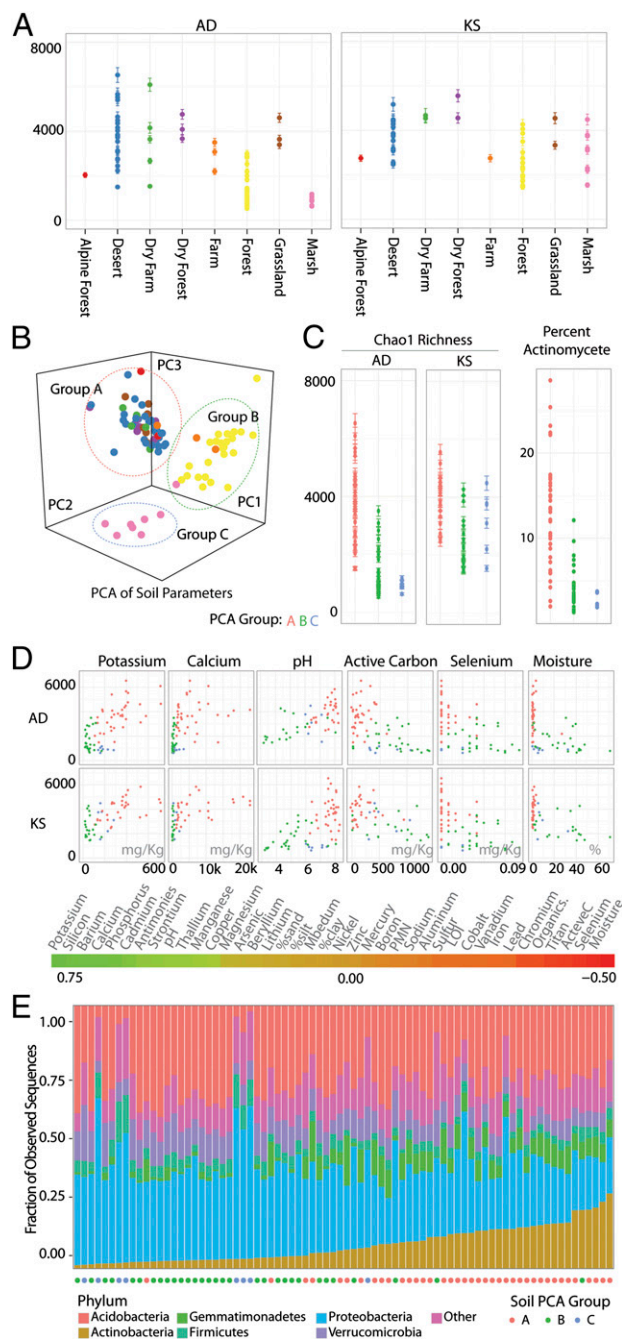 A
AD KS
8000
4000
0
Alpine Forest Desert Dry Farm Dry Forest Farm Forest Grassland Marsh Alpine Forest Desert Dry Farm Dry Forest Farm Forest Grassland Marsh
B
PC3
Group A
Group B
PC2 PC1
Group C
PCA of Soil Parameters
PCA Group: A B C
C
Chao1 Richness
AD KS
8000
4000
0
Percent
Actinomycete
20
10
D
Potassium Calcium pH Active Carbon Selenium Moisture
6000
AD
0
6000
KS
0
mg/Kg mg/Kg mg/Kg %
0 600 0 10k 20k 4 6 8 0 500 1000 0.00 0.09 0 20 40 60
Potassium Silicon Barium Calcium Phosphorus Cadmium Antimonies Strontium pH Thallium Manganese Copper Magnesium Arsenic Beryllium Lithium %sand %silt Mbedum %clay Nickel Zinc Mercury Boron PMN Sodium Aluminum Sulfur LOI Cobalt Vanadium Iron Lead Chromium Organics. Titan ActeveC Selenium Moisture
0.75 0.00 −0.50
E
Fraction of Observed Sequences
1.00
0.75
0.50
0.25
0.00
Phylum
Acidobacteria Gemmatimonadetes Proteobacteria Other
Actinobacteria Firmicutes Verrucomicrobia
Soil PCA Group
A B C